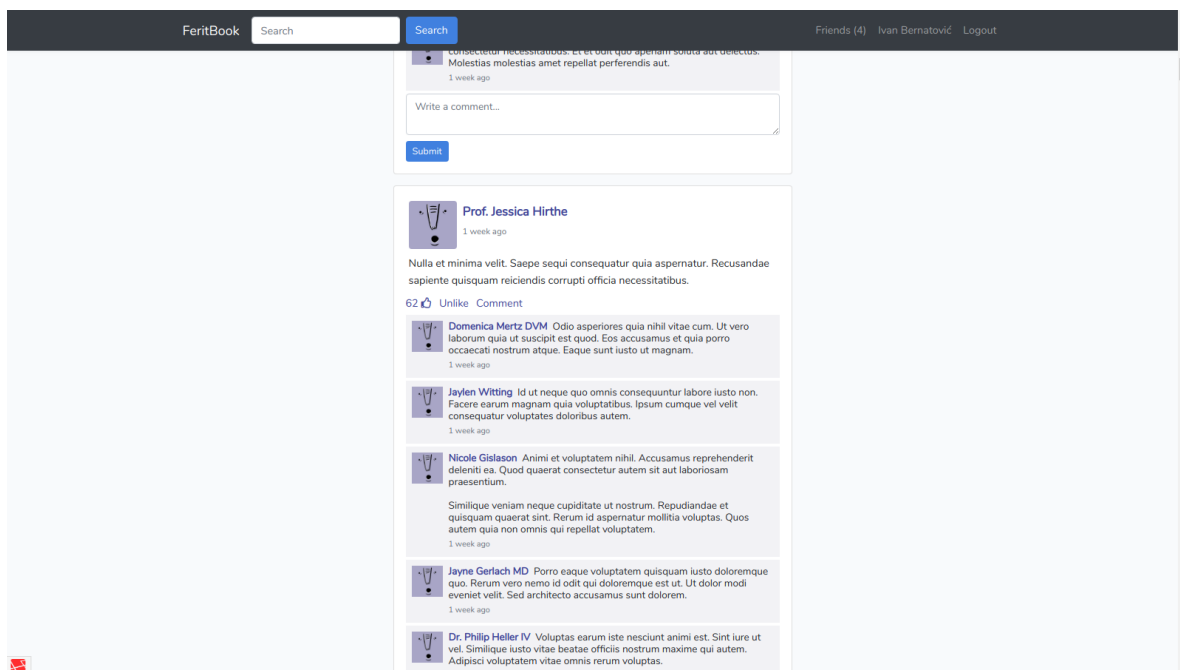 FeritBook Search Search Friends (4) Ivan Bernatović Logout
consectetur necessitatibus. Et et odit quo aperiam soluta aut delectus.
Molestias molestias amet repellat perferendis aut.
1 week ago
Write a comment...
Submit
Prof. Jessica Hirthe
1 week ago
Nulla et minima velit. Saepe sequi consequatur quia aspernatur. Recusandae
sapiente quisquam reiciendis corrupti officia necessitatibus.
62 Unlike Comment
Domenica Mertz DVM Odio asperiores quia nihil vitae cum. Ut vero
laborum quia ut suscipit est quod. Eos accusamus et quia porro
occaecati nostrum atque. Eaque sunt iusto ut magnam.
1 week ago
Jaylen Witting Id ut neque quo omnis consequuntur labore iusto non.
Facere earum magnam quia voluptatibus. Ipsum cumque vel velit
consequatur voluptates doloribus autem.
1 week ago
Nicole Gislason Animi et voluptatem nihil. Accusamus reprehenderit
deleniti ea. Quod quaerat consectetur autem sit aut laboriosam
praesentium.
Similique veniam neque cupiditate ut nostrum. Repudiandae et
quisquam quaerat sint. Rerum id aspernatur mollitia voluptas. Quos
autem quia non omnis qui repellat voluptatem.
1 week ago
Jayne Gerlach MD Porro eaque voluptatem quisquam iusto doloremque
quo. Rerum vero nemo id odit qui doloremque est ut. Ut dolor modi
eveniet velit. Sed architecto accusamus sunt dolorem.
1 week ago
Dr. Philip Heller IV Voluptas earum iste nesciunt animi est. Sint iure ut
vel. Similique iusto vitae beatae officiis nostrum maxime qui autem.
Adipisci voluptatem vitae omnis rerum voluptas.